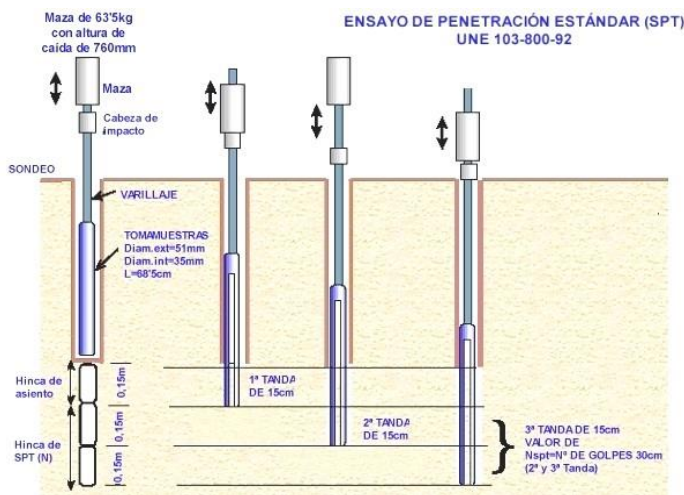 Maza de 63'5kg
con altura de
caída de 760mm
ENSAYO DE PENETRACIÓN ESTÁNDAR (SPT)
UNE 103-800-92
Maza
Cabeza de
impacto
SONDEO
VARILLAJE
TOMAMUESTRAS
Diam.ext=51mm
Diam.int=35mm
L=68'5cm
Hinca de
asiento
0,15m
1ª TANDA
DE 15cm
Hinca de
SPT (N)
0,15m
0,15m
2ª TANDA
DE 15cm
3ª TANDA DE 15cm
VALOR DE
Nspt=Nº DE GOLPES 30cm
(2ª y 3ª Tanda)